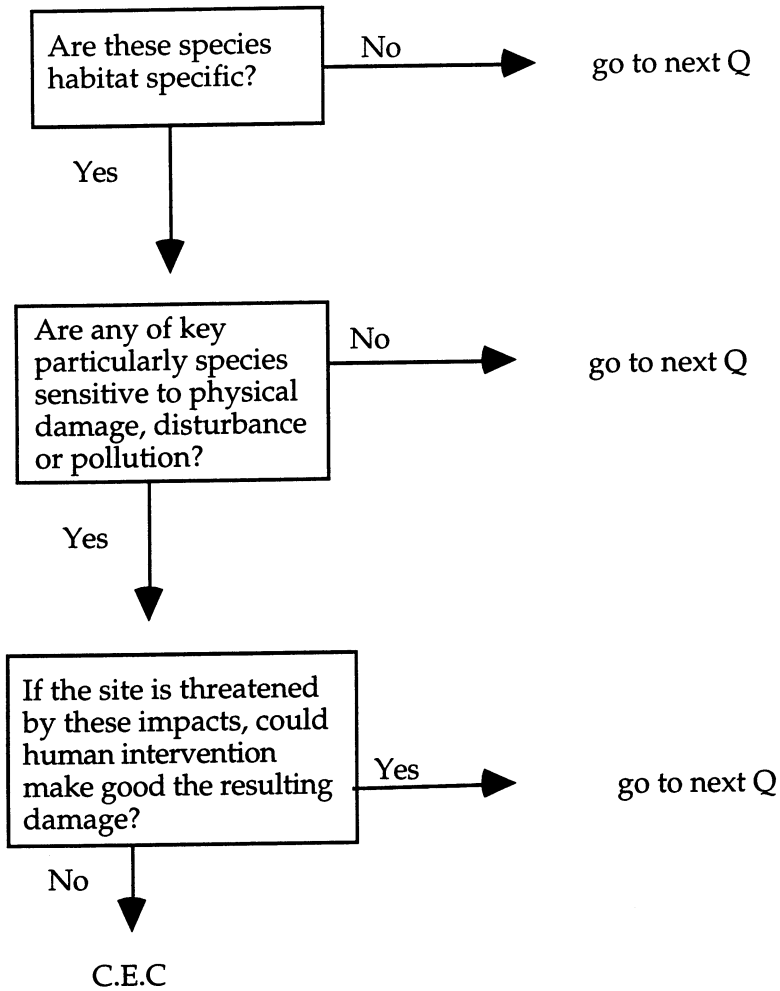 Are these species
habitat specific?
No
go to next Q
Yes
Are any of key
particularly species
sensitive to physical
damage, disturbance
or pollution?
No
go to next Q
Yes
If the site is threatened
by these impacts, could
human intervention
make good the resulting
damage?
Yes
go to next Q
No
C.E.C